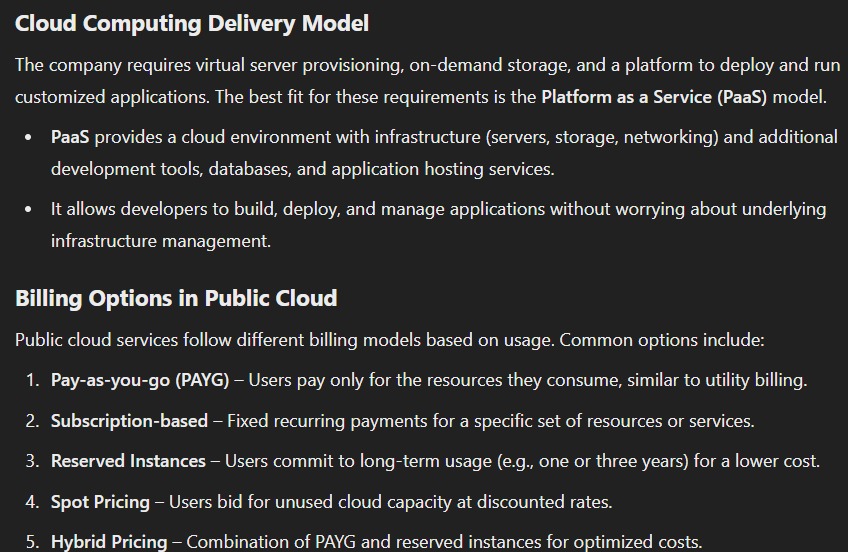 Cloud Computing Delivery Model
The company requires virtual server provisioning, on-demand storage, and a platform to deploy and run
customized applications. The best fit for these requirements is the Platform as a Service (PaaS) model.
• PaaS provides a cloud environment with infrastructure (servers, storage, networking) and additional
development tools, databases, and application hosting services.
• It allows developers to build, deploy, and manage applications without worrying about underlying
infrastructure management.
Billing Options in Public Cloud
Public cloud services follow different billing models based on usage. Common options include:
1. Pay-as-you-go (PAYG) – Users pay only for the resources they consume, similar to utility billing.
2. Subscription-based – Fixed recurring payments for a specific set of resources or services.
3. Reserved Instances – Users commit to long-term usage (e.g., one or three years) for a lower cost.
4. Spot Pricing – Users bid for unused cloud capacity at discounted rates.
5. Hybrid Pricing – Combination of PAYG and reserved instances for optimized costs.